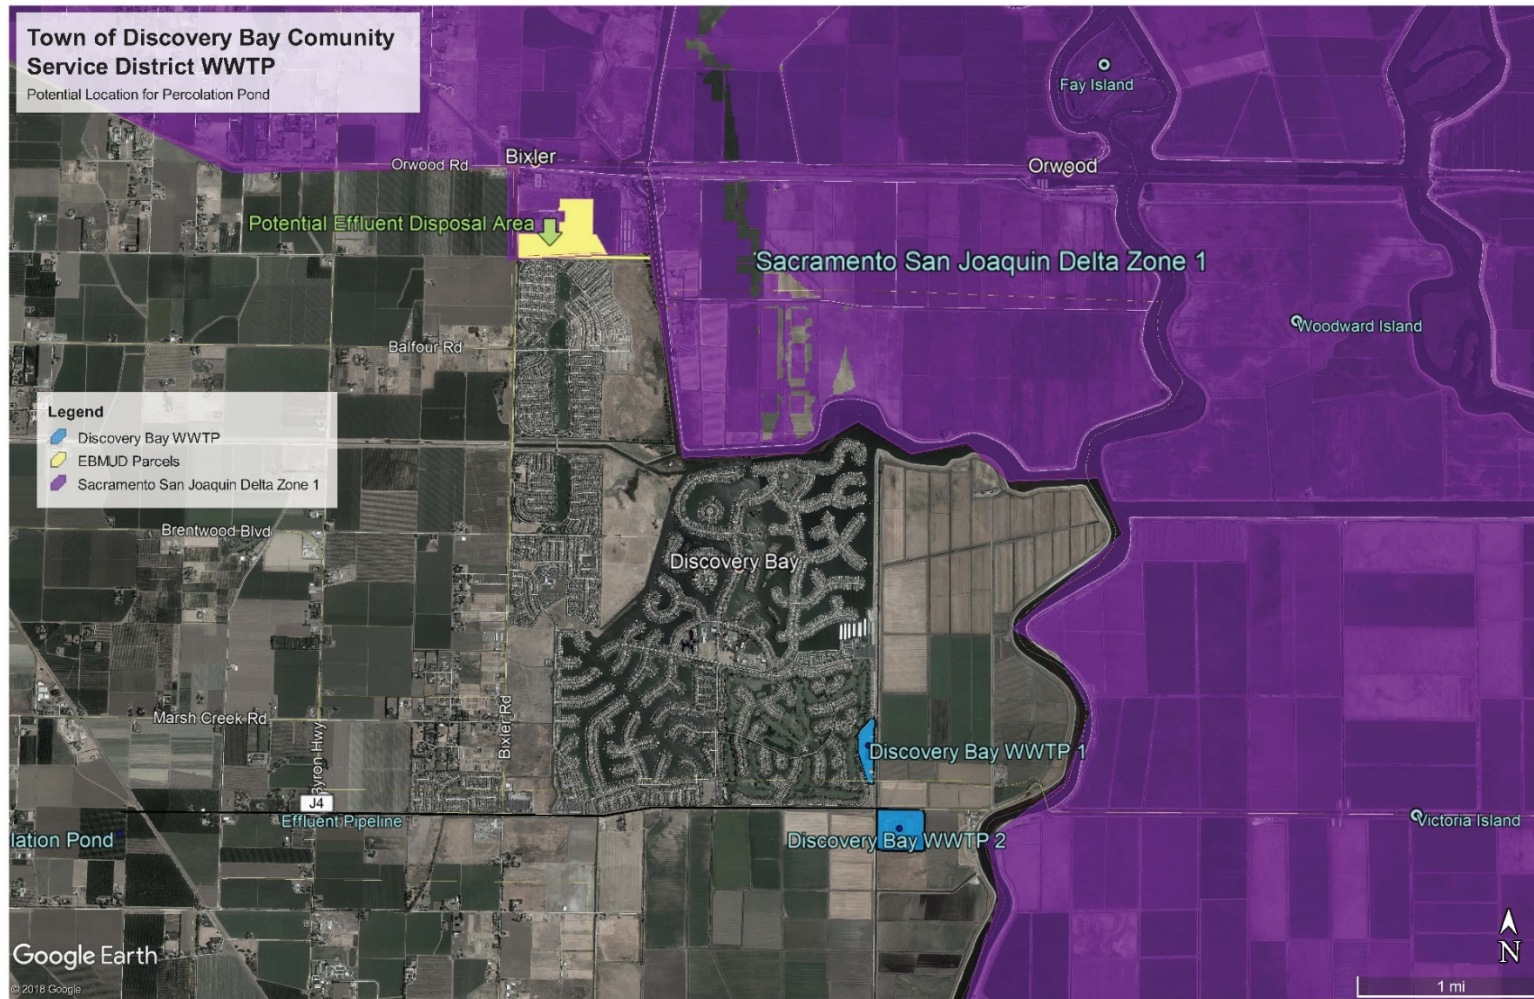 Town of Discovery Bay Comunity
Service District WWTP
Potential Location for Percolation Pond
Fay Island
Orwood Rd
Bixler
Orwood
Potential Effluent Disposal Area
Sacramento San Joaquin Delta Zone 1
Woodward Island
Balfour Rd
Legend
Discovery Bay WWTP
EBMUD Parcels
Sacramento San Joaquin Delta Zone 1
Brentwood Blvd
Discovery Bay
Marsh Creek Rd
Byron Hwy
Bixler Rd
Discovery Bay WWTP 1
J4
Effluent Pipeline
Victoria Island
lation Pond
Discovery Bay WWTP 2
Google Earth
© 2018 Google
N
1 mi